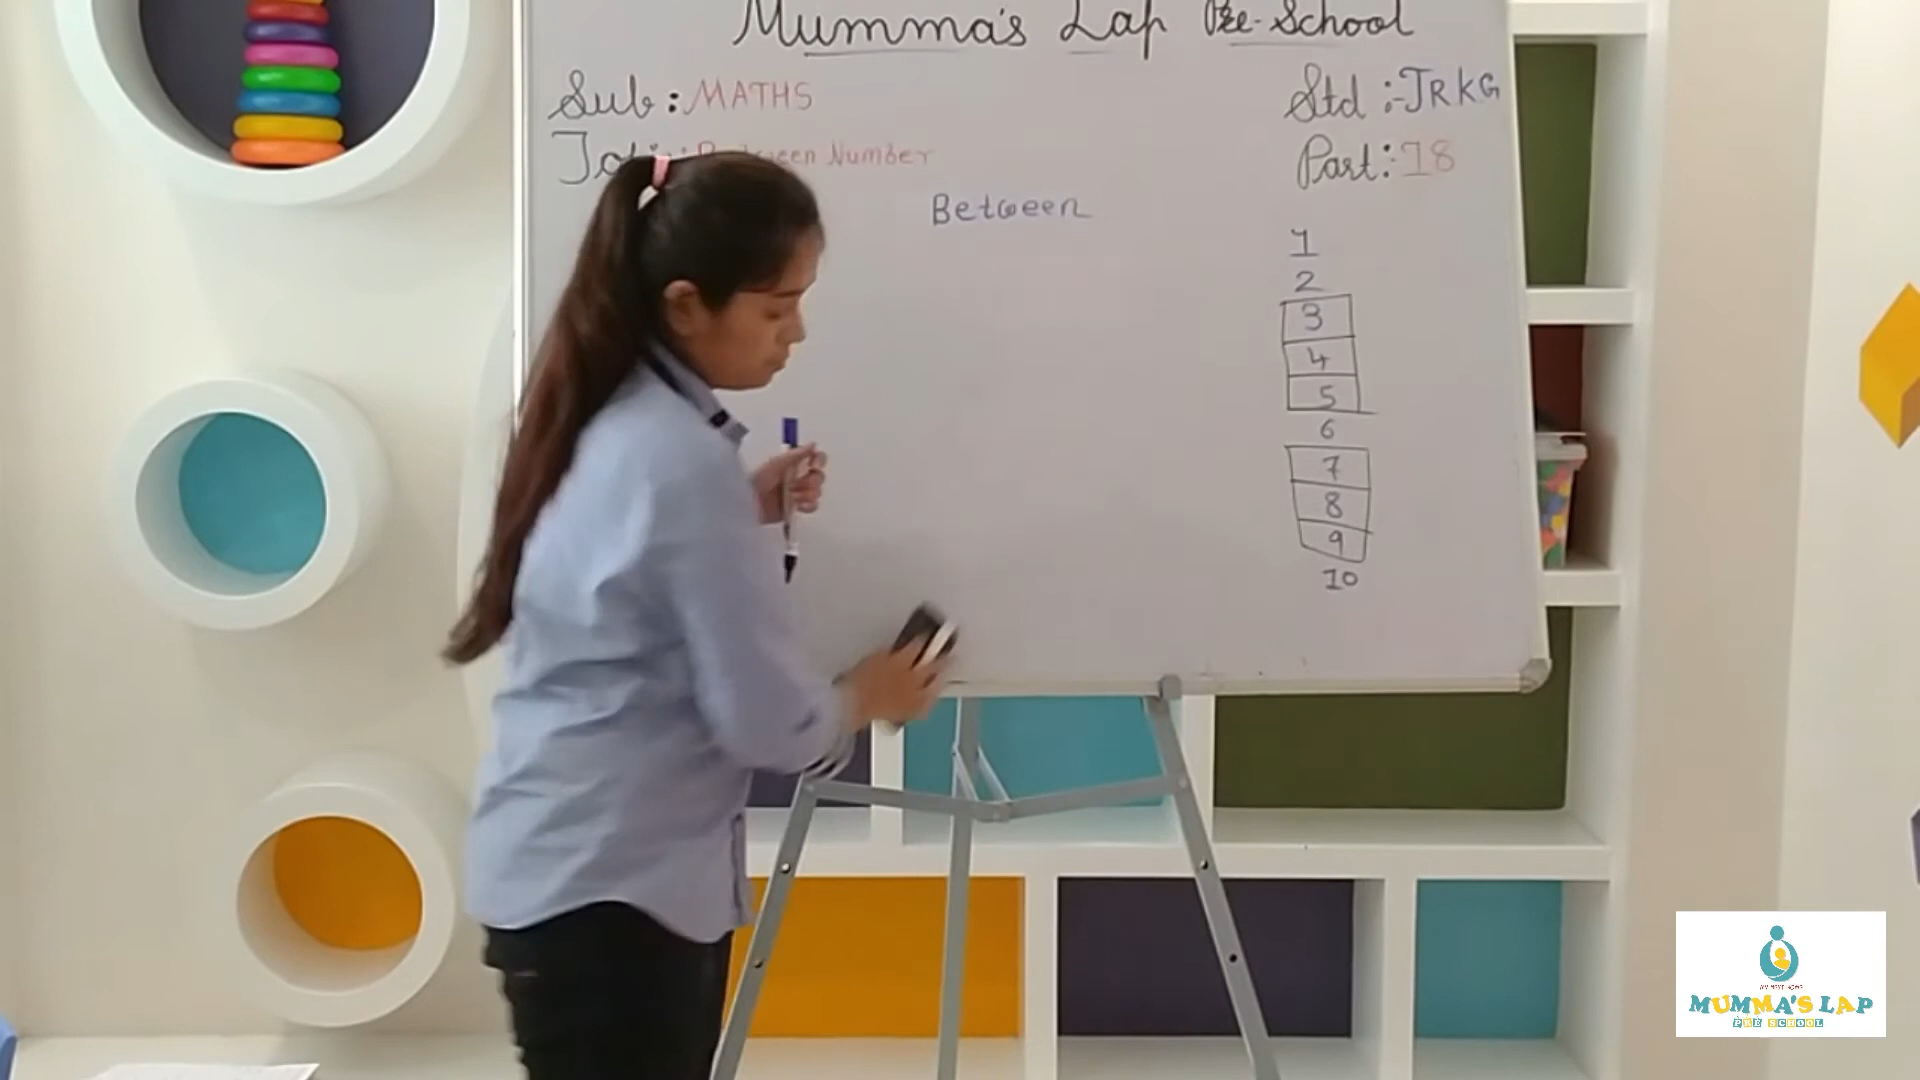 Mumma's Lap Pre-School
Sub: MATHS
Std :- JRKG
Number
Part:- 18
Between
1
2
3
4
5
6
7
8
9
10
MUMMA'S LAP
PRE SCHOOL